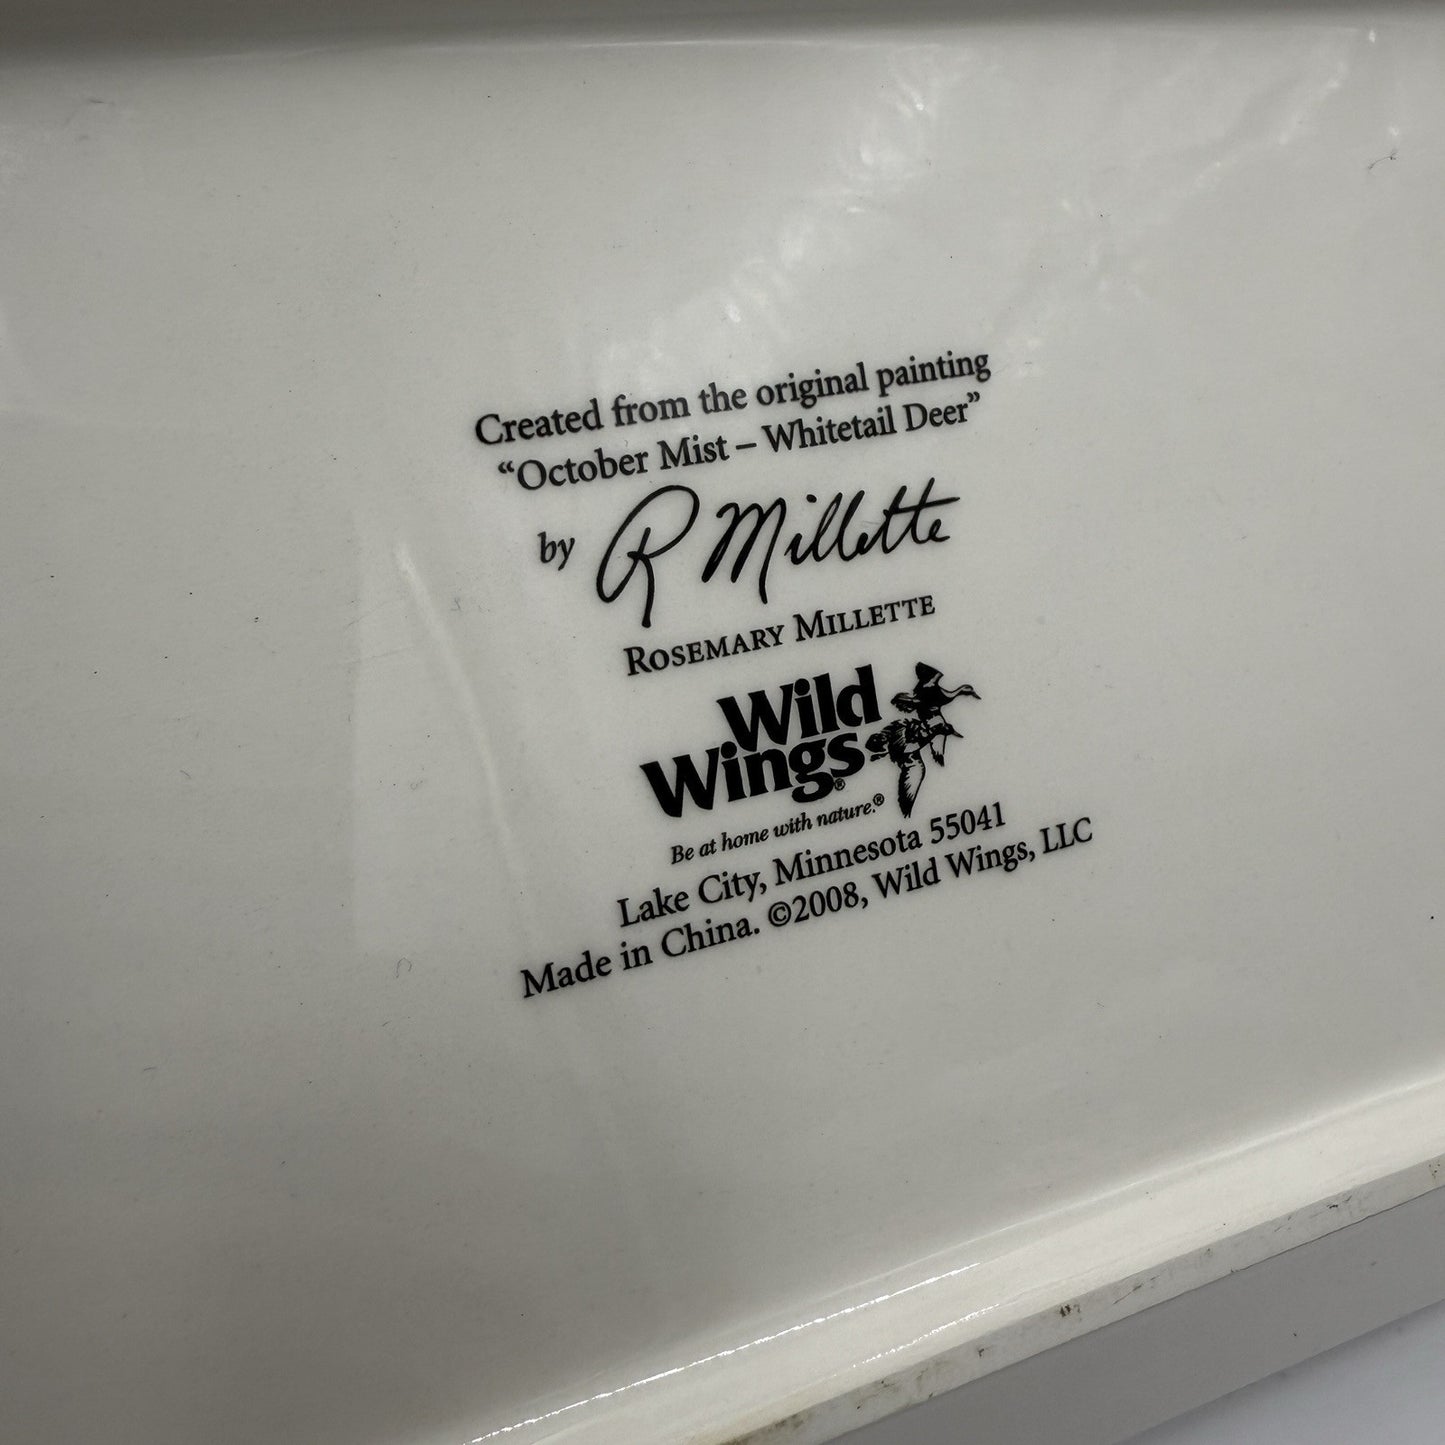 Created from the original painting
“October Mist – Whitetail Deer”
by R Millette
ROSEMARY MILLETTE
Wild
Wings®
Be at home with nature.®
Lake City, Minnesota 55041
Made in China. ©2008, Wild Wings, LLC